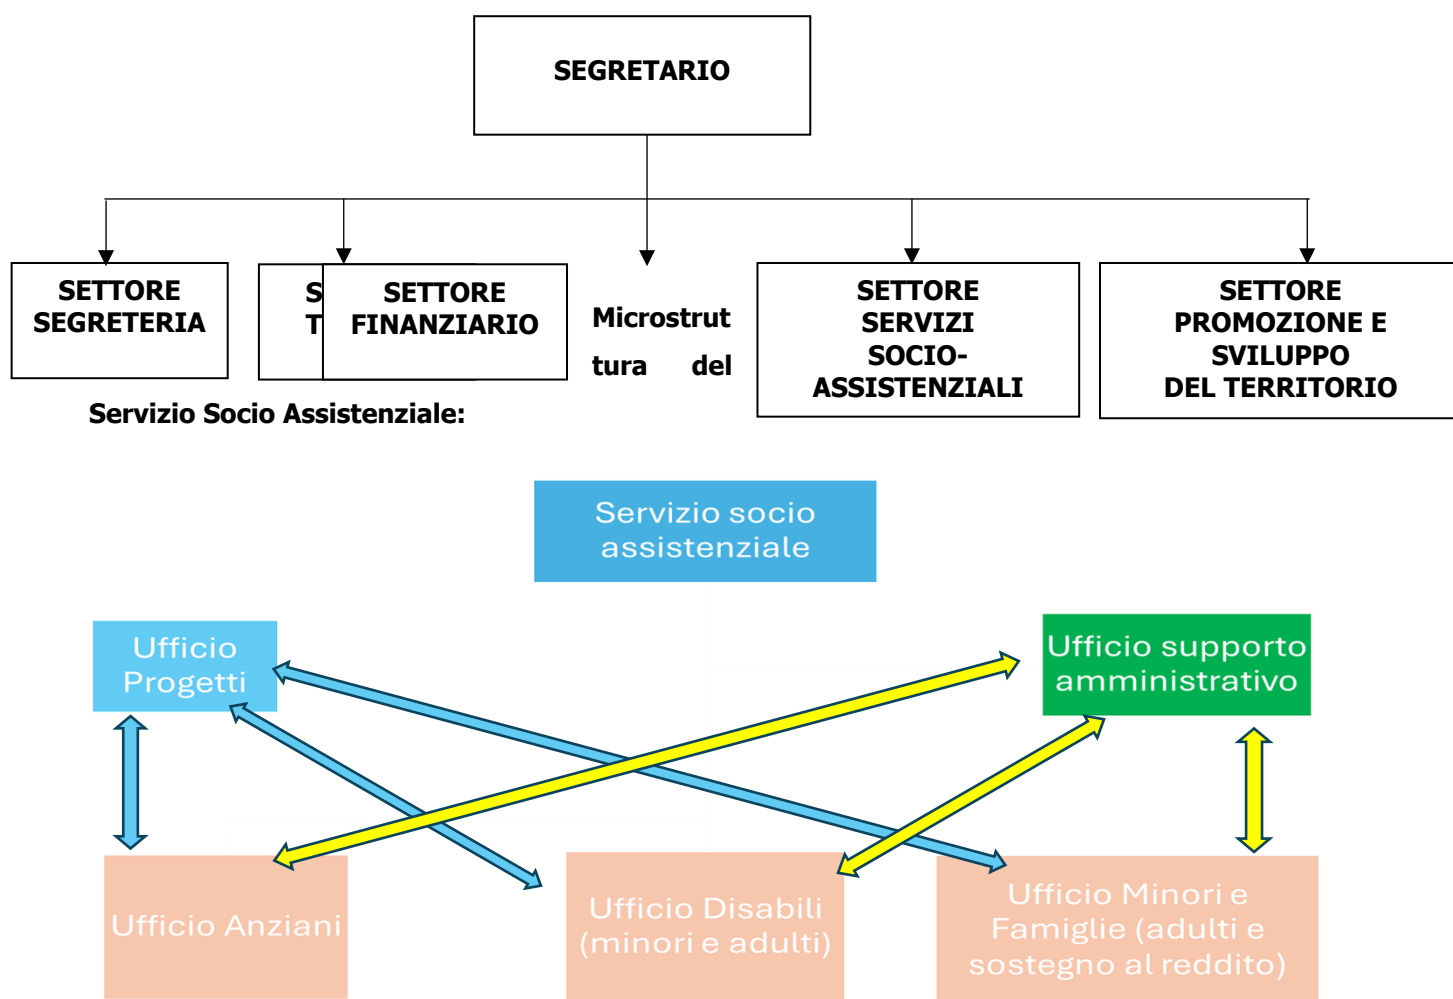 SEGRETARIO
SETTORE
SEGRETERIA
SETTORE
FINANZIARIO
Microstrut
tura del
SETTORE
SERVIZI
SOCIO-
ASSISTENZIALI
SETTORE
PROMOZIONE E
SVILUPPO
DEL TERRITORIO
Servizio Socio Assistenziale:
Servizio socio
assistenziale
Ufficio
Progetti
Ufficio supporto
amministrativo
Ufficio Anziani
Ufficio Disabili
(minori e adulti)
Ufficio Minori e
Famiglie (adulti e
sostegno al reddito)